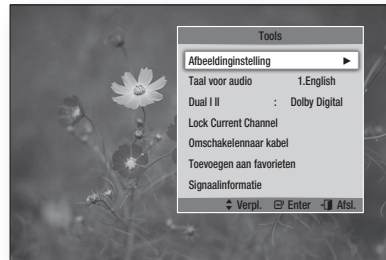 Tools
Afbeeldinginstelling ►
Taal voor audio 1.English
Dual I II : Dolby Digital
Lock Current Channel
Omschakelennaar kabel
Toevoegen aan favorieten
Signaalinformatie
Verpl. Enter Afsl.